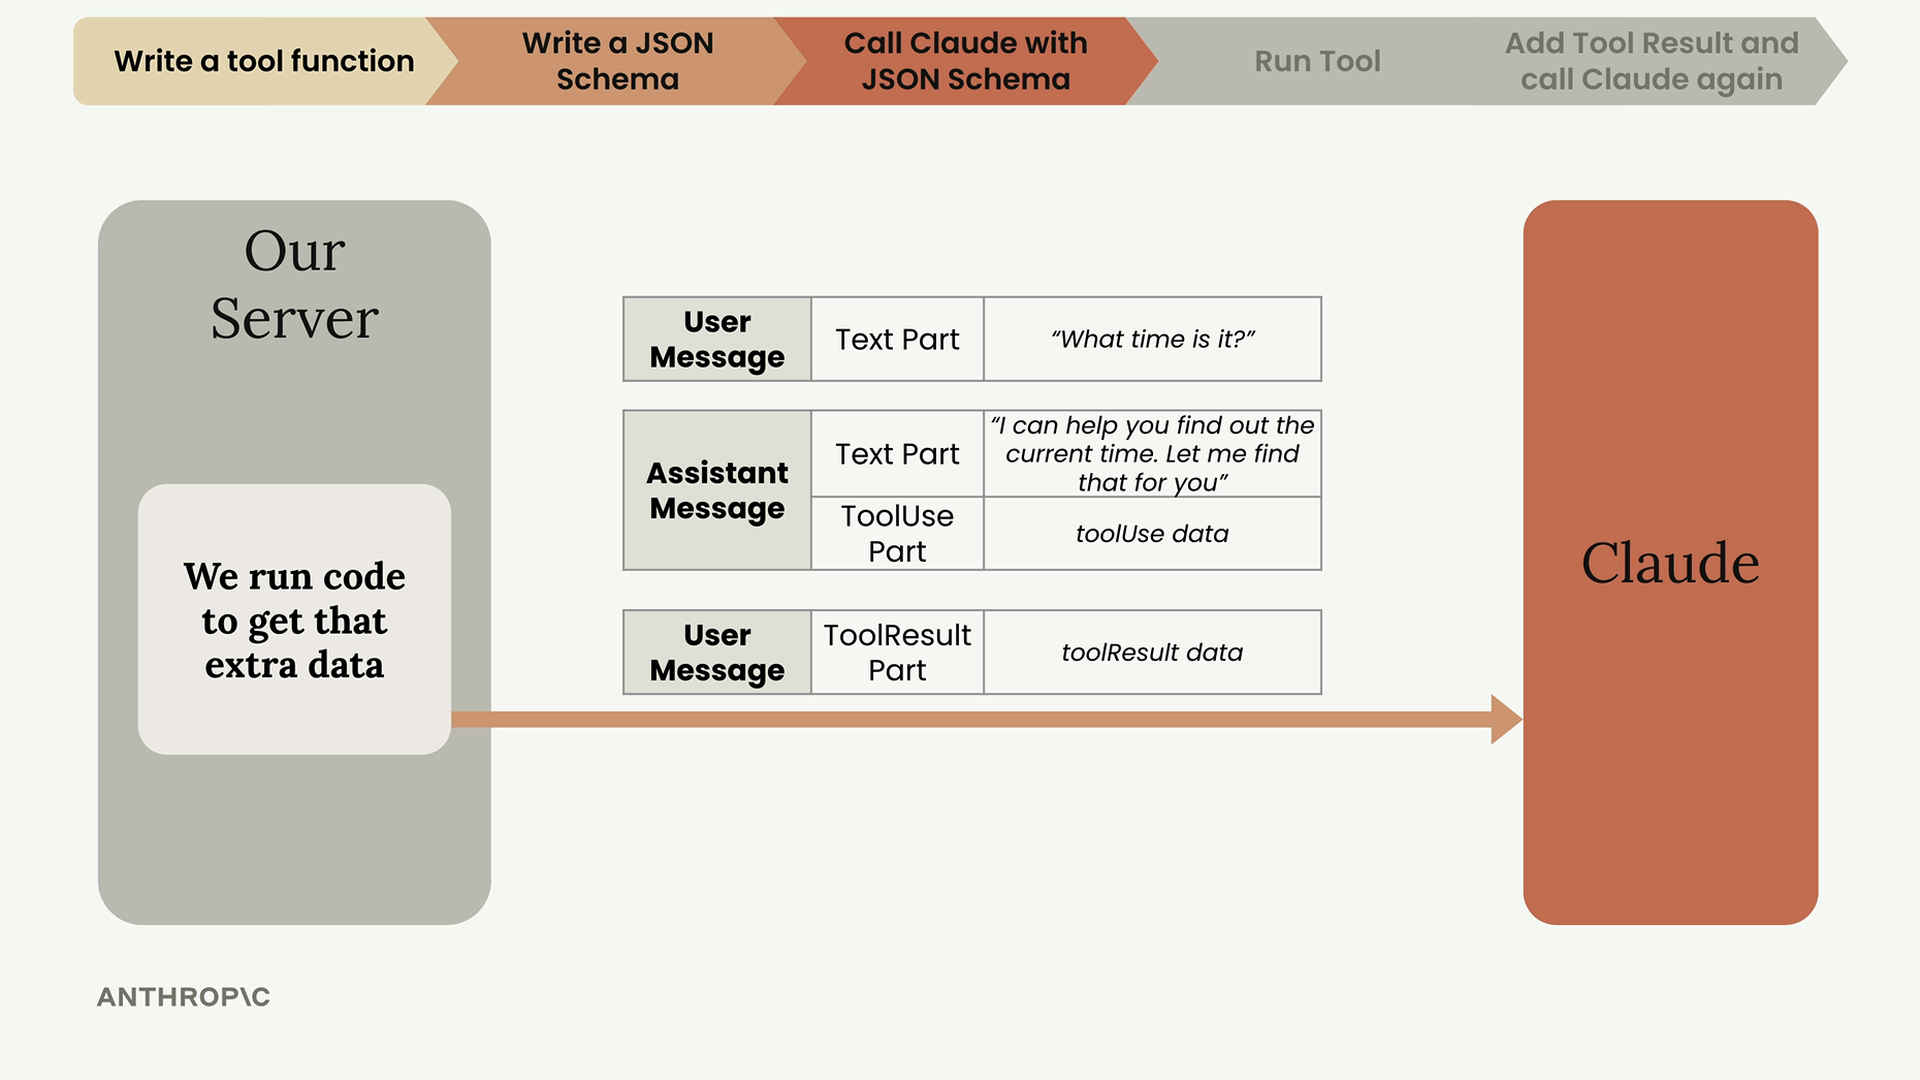 Write a tool function
Write a JSON
Schema
Call Claude with
JSON Schema
Run Tool
Add Tool Result and
call Claude again
Our
Server
We run code
to get that
extra data
User
Message
Text Part
“What time is it?”
Assistant
Message
Text Part
“I can help you find out the
current time. Let me find
that for you”
ToolUse
Part
toolUse data
User
Message
ToolResult
Part
toolResult data
Claude
ANTHROP\C